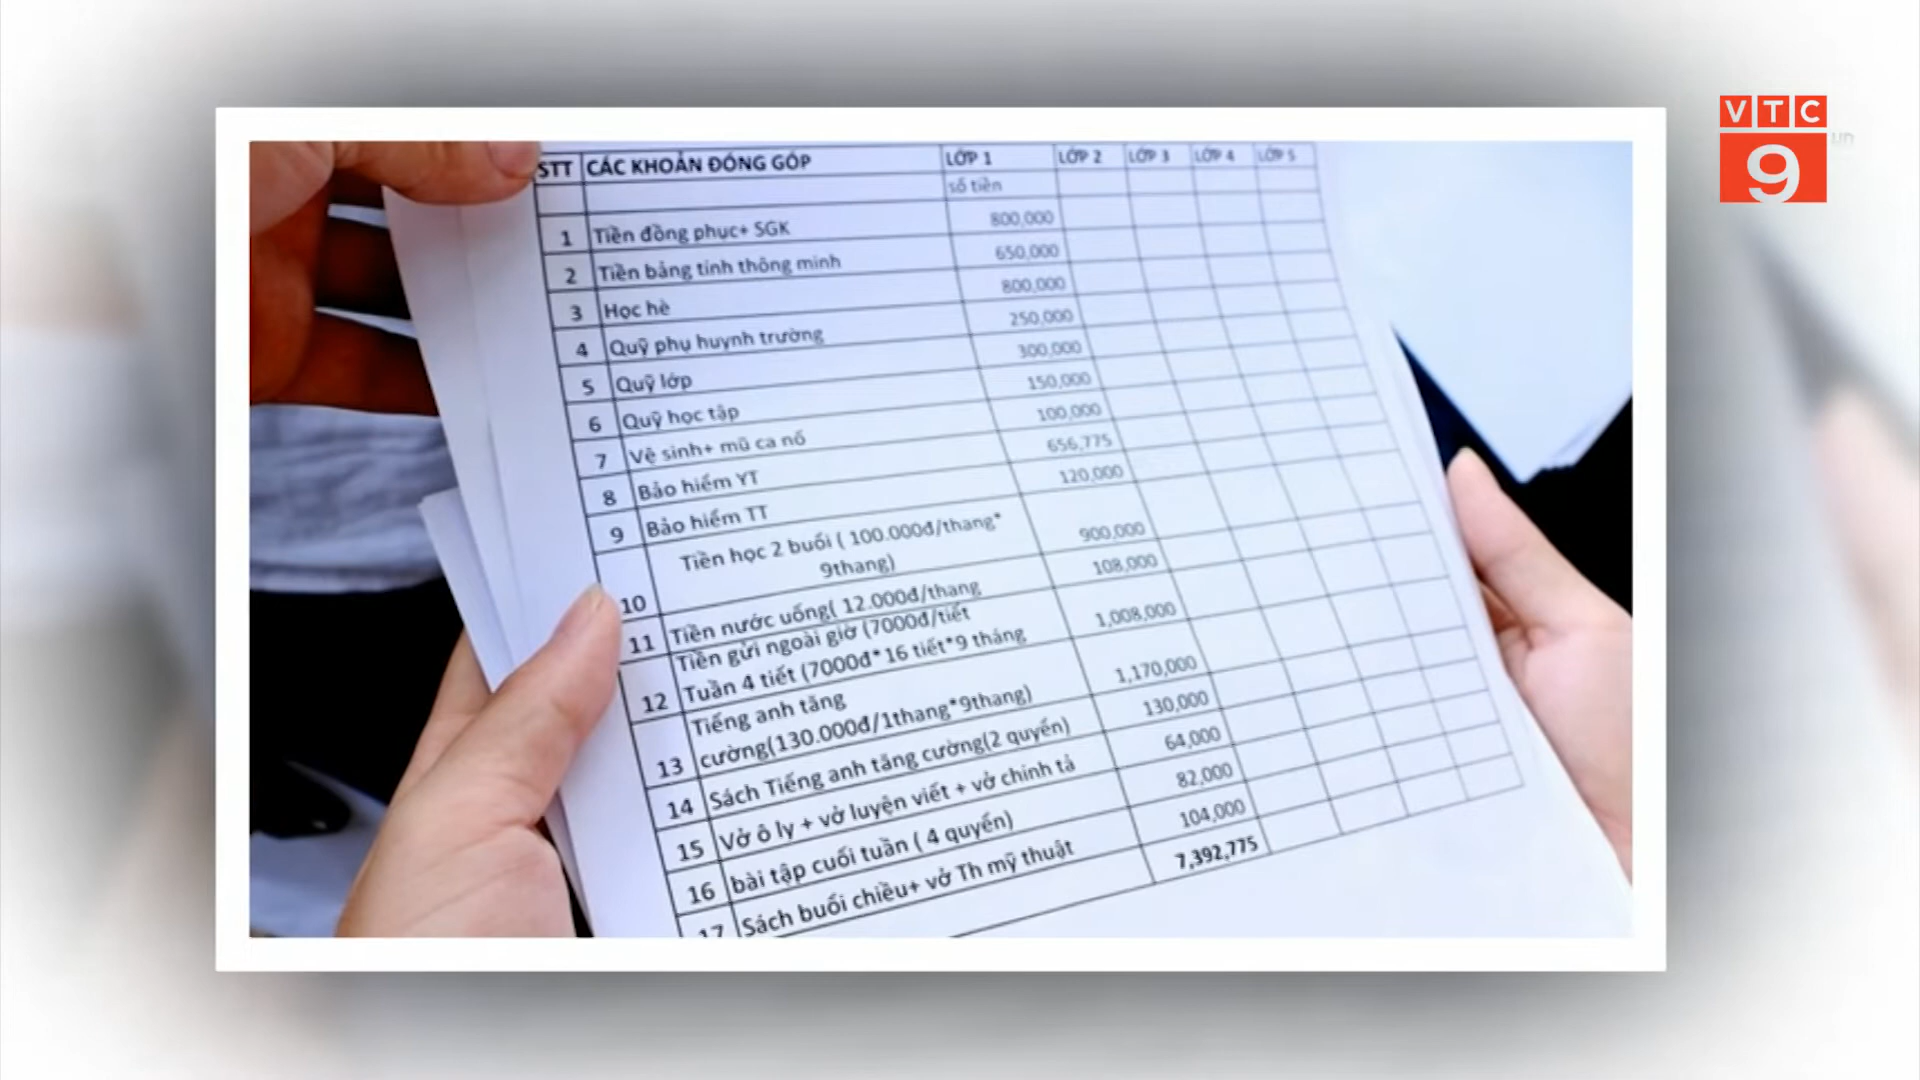 VTC
9
STT CÁC KHOẢN ĐÓNG GÓP LỚP 1 LỚP 2 LỚP 3 LỚP 4 LỚP 5
số tiền
1 Tiền đồng phục+ SGK 800,000
2 Tiền bảng tính thông minh 650,000
3 Học hè 800,000
4 Quỹ phụ huynh trường 250,000
5 Quỹ lớp 300,000
6 Quỹ học tập 150,000
7 Vệ sinh+ mũ ca nô 100,000
8 Bảo hiểm YT 656,775
9 Bảo hiểm TT 120,000
Tiền học 2 buổi ( 100.000đ/thang*
10 9thang) 900,000
11 Tiền nước uống( 12.000đ/thang 108,000
Tiền gửi ngoài giờ (7000đ/tiết
12 Tuần 4 tiết (7000đ*16 tiết*9 tháng 1,008,000
Tiếng anh tăng
13 cường(130.000đ/1thang*9thang) 1,170,000
14 Sách Tiếng anh tăng cường(2 quyển) 130,000
15 Vở ô ly + vở luyện viết + vở chính tả 64,000
16 bài tập cuối tuần ( 4 quyển) 82,000
17 Sách buổi chiều+ vở Th mỹ thuật 104,000
7,392,775